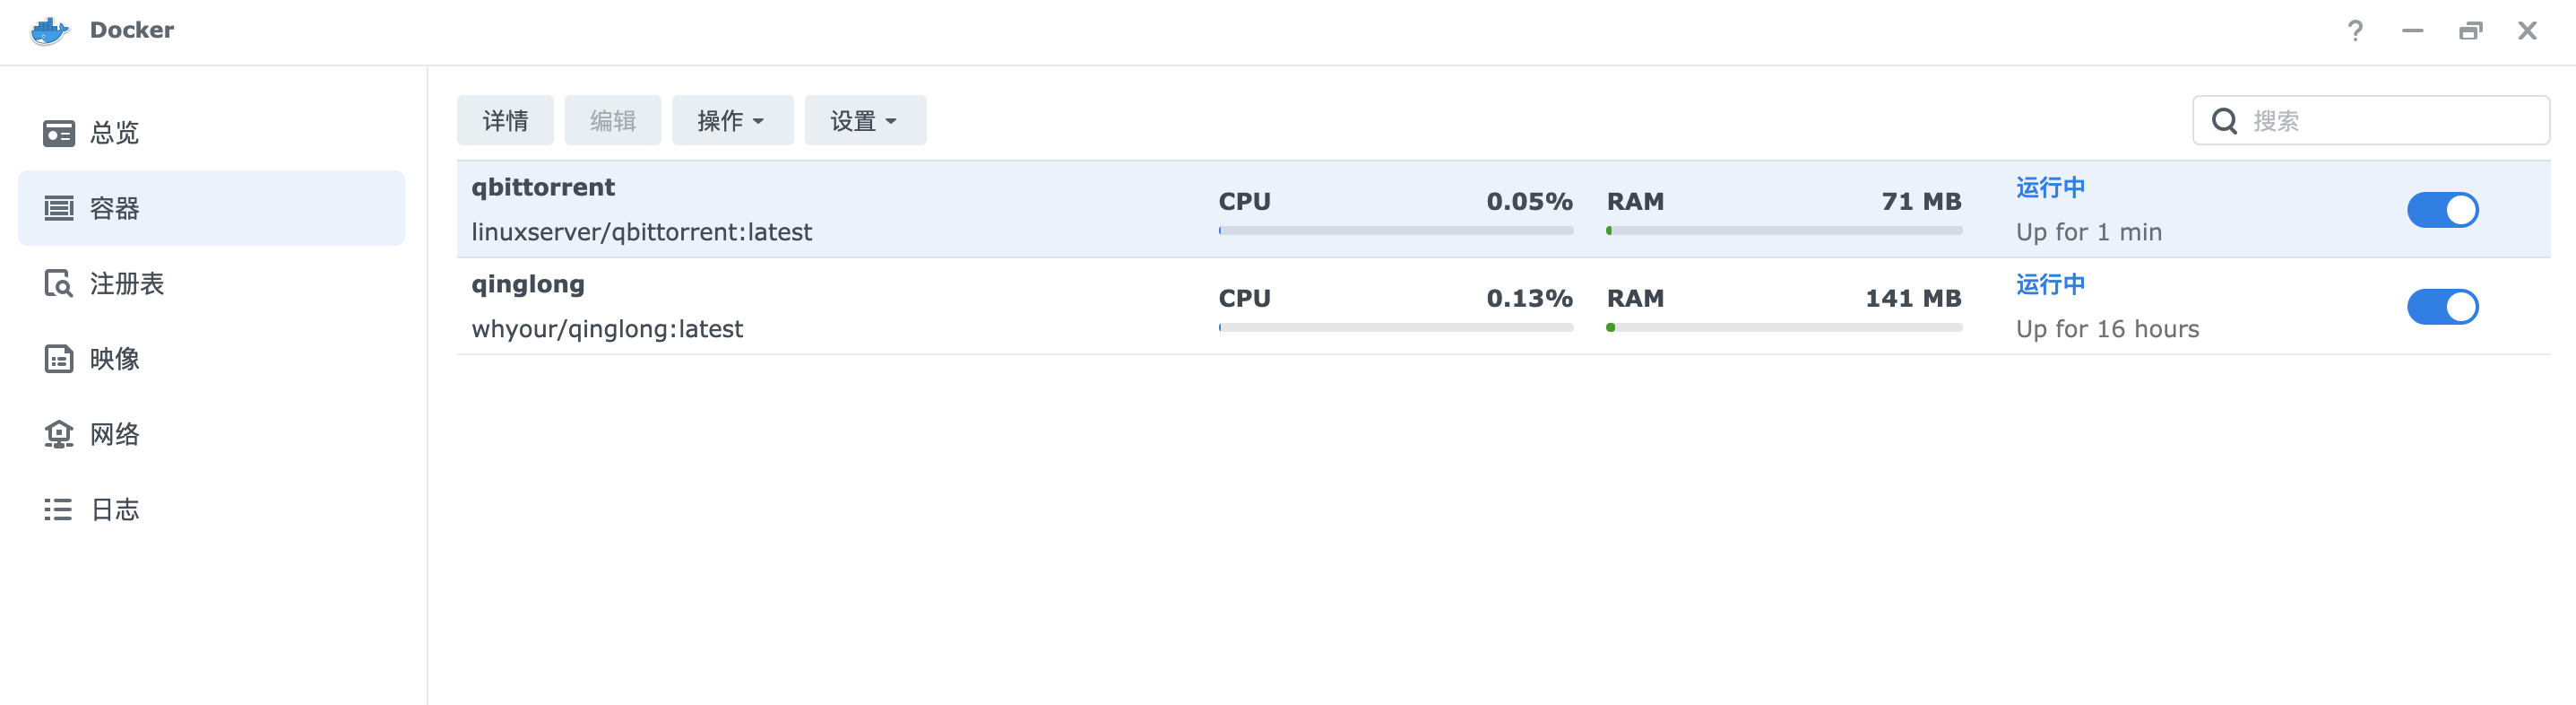 Docker
总览
容器
注册表
映像
网络
日志
详情 编辑 操作 设置 搜索
qbittorrent
linuxserver/qbittorrent:latest
CPU 0.05% RAM 71 MB
运行中
Up for 1 min
qinglong
whyour/qinglong:latest
CPU 0.13% RAM 141 MB
运行中
Up for 16 hours